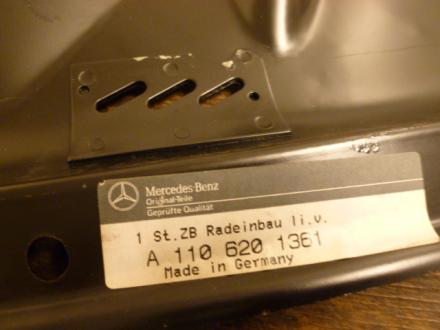 Mercedes-Benz
Original-Teile
Geprüfte Qualität
1 St.ZB Radeinbau li.v.
A 110 620 1361
Made in Germany